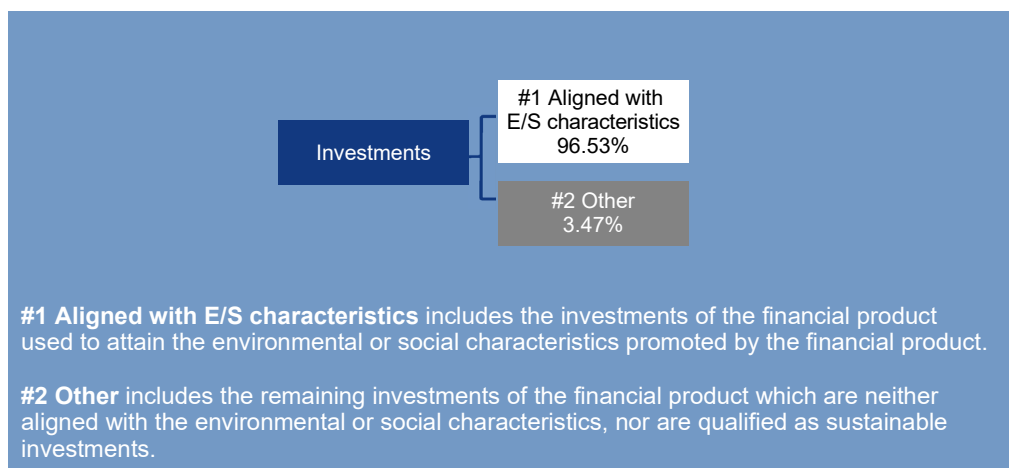 Investments
#1 Aligned with
E/S characteristics
96.53%
#2 Other
3.47%
#1 Aligned with E/S characteristics includes the investments of the financial product
used to attain the environmental or social characteristics promoted by the financial product.
#2 Other includes the remaining investments of the financial product which are neither
aligned with the environmental or social characteristics, nor are qualified as sustainable
investments.